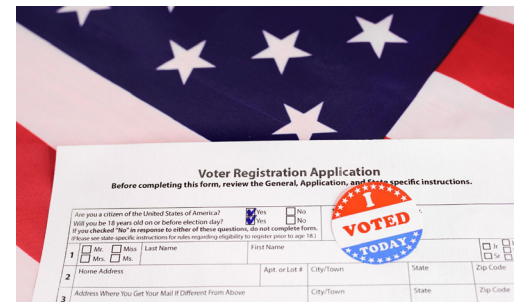 Voter Registration Application
Before completing this form, review the General, Application, and State specific instructions.
Are you a citizen of the United States of America? Yes No
Will you be 18 years old on or before election day? Yes No
If you checked "No" in response to either of these questions, do not complete form.
(Please see state-specific instructions for rules regarding eligibility to register prior to age 18.)
I
VOTED
TODAY
1 Mr. Miss Last Name First Name Jr
Mrs. Ms. Sr
2 Home Address Apt. or Lot # City/Town State Zip Code
3 Address Where You Get Your Mail If Different From Above City/Town State Zip Code